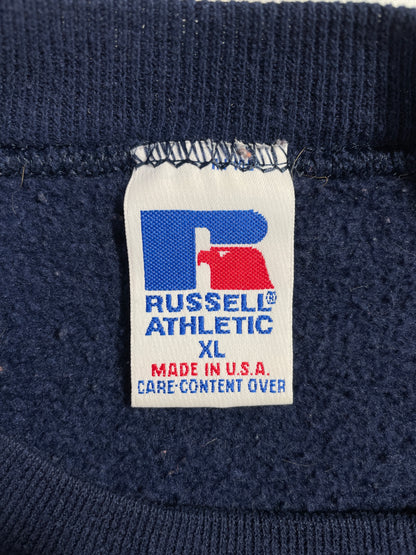 R
RUSSELL®
ATHLETIC
XL
MADE IN U.S.A.
CARE·CONTENT OVER